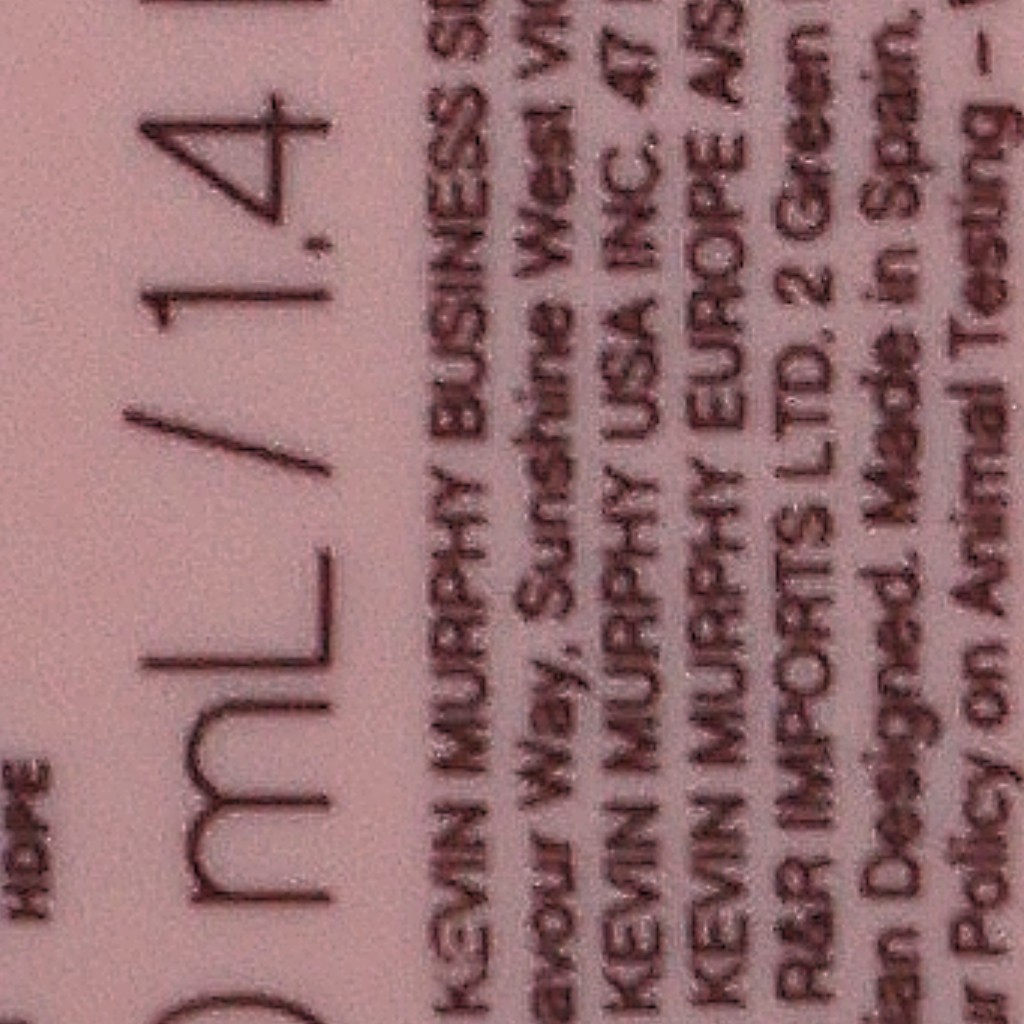 HDPE
mL / 1.4
KEVIN MURPHY BUSINESS
Way, Sunshine West
KEVIN MURPHY USA INC. 47
KEVIN MURPHY EUROPE A/S
R&R IMPORTS LTD. 2 Green
Designed. Made in Spain.
Policy on Animal Testing –